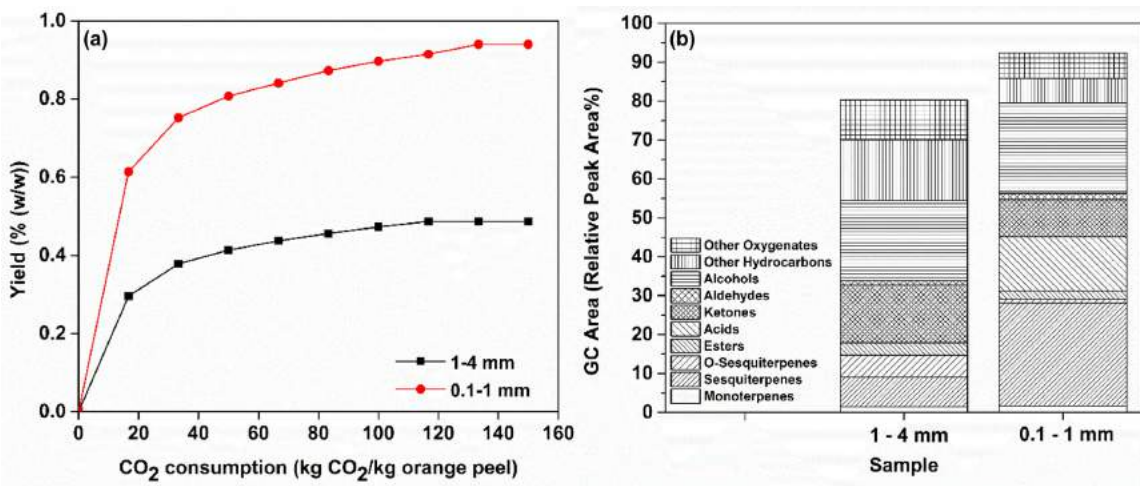 (a)
1.0
0.8
0.6
0.4
0.2
0.0
Yield (% (w/w))
0 20 40 60 80 100 120 140 160
CO2 consumption (kg CO2/kg orange peel)
1-4 mm
0.1-1 mm
(b)
100
90
80
70
60
50
40
30
20
10
0
GC Area (Relative Peak Area%)
Other Oxygenates
Other Hydrocarbons
Alcohols
Aldehydes
Ketones
Acids
Esters
O-Sesquiterpenes
Sesquiterpenes
Monoterpenes
1 - 4 mm 0.1 - 1 mm
Sample